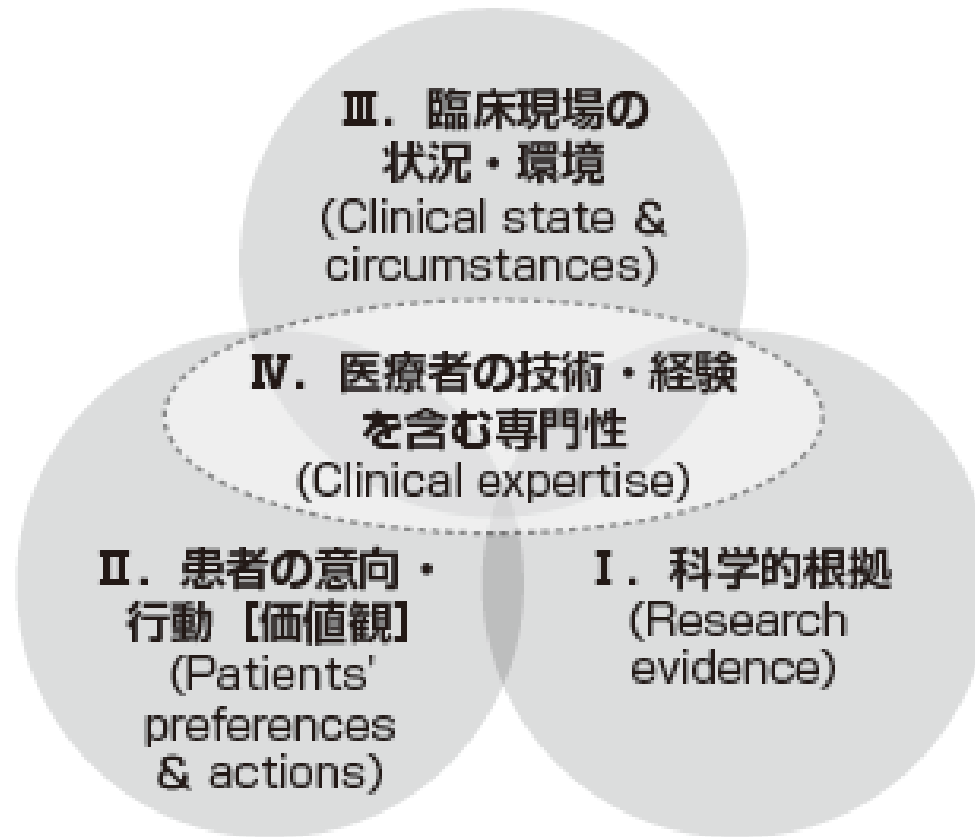 Ⅲ．臨床現場の
状況・環境
(Clinical state &
circumstances)
Ⅳ．医療者の技術・経験
を含む専門性
(Clinical expertise)
Ⅱ．患者の意向・
行動［価値観］
(Patients'
preferences
& actions)
Ⅰ．科学的根拠
(Research
evidence)